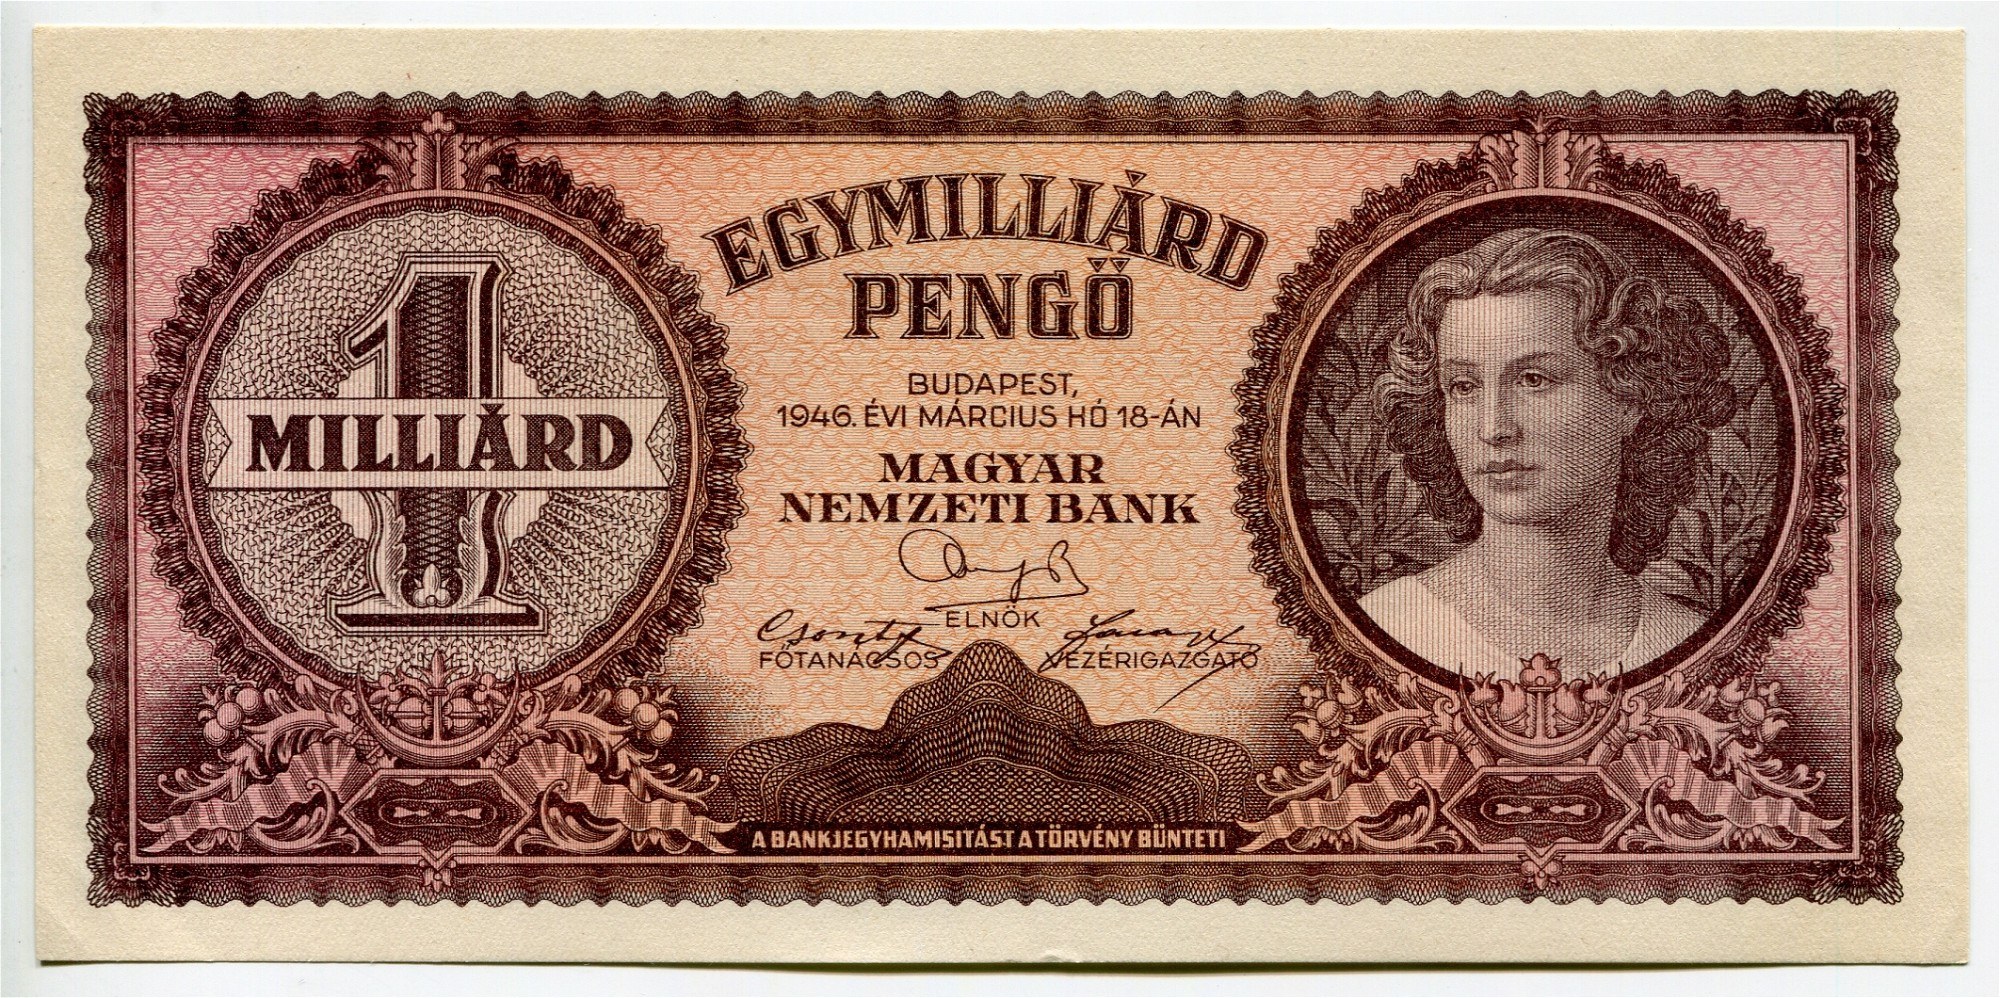 1
MILLIÁRD
EGYMILLIÁRD
PENGŐ
BUDAPEST,
1946. ÉVI MÁRCIUS HÓ 18-ÁN
MAGYAR
NEMZETI BANK
ELNÖK
FŐTANÁCSOS
VEZÉRIGAZGATÓ
A BANKJEGYHAMISITÁST A TÖRVÉNY BÜNTETI